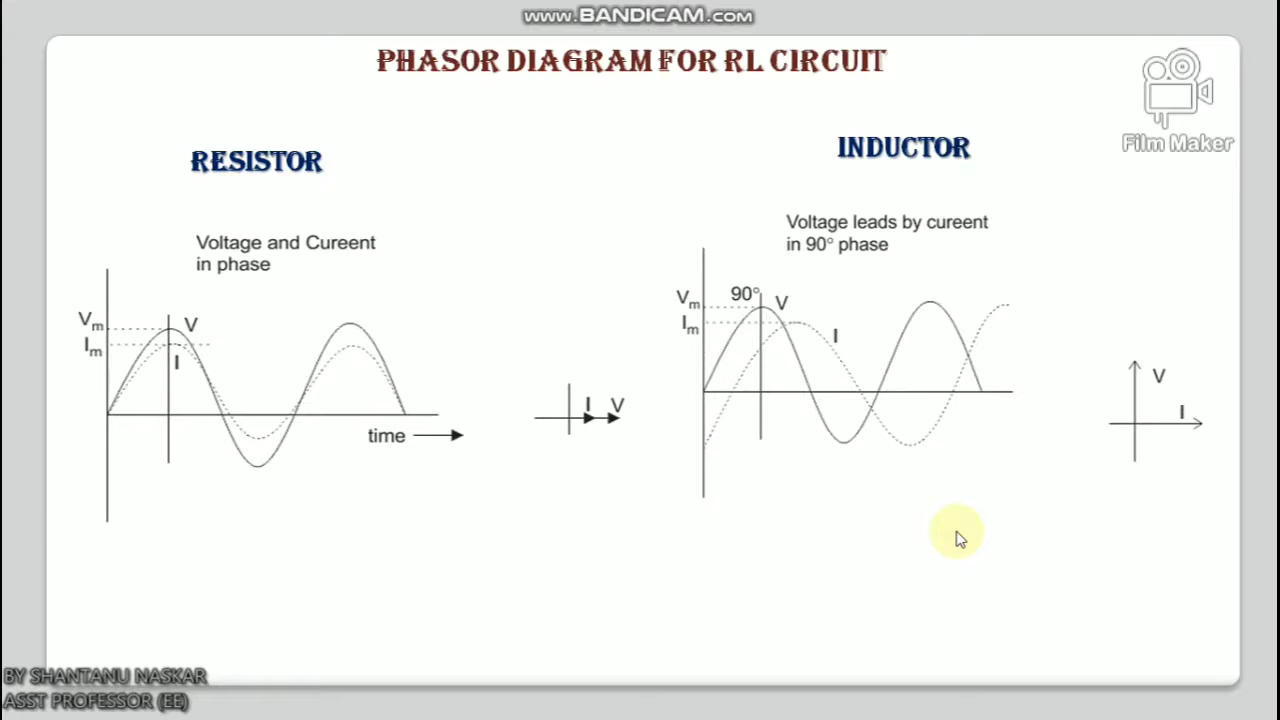 WWW.BANDICAM.COM
PHASOR DIAGRAM FOR RL CIRCUIT
Film Maker
RESISTOR
INDUCTOR
Voltage and Cureent
in phase
Vm
Im
V
I
time
I V
Voltage leads by cureent
in 90° phase
90°
Vm
Im
V
I
V
I
BY SHANTANU NASKAR
ASST PROFESSOR (EE)